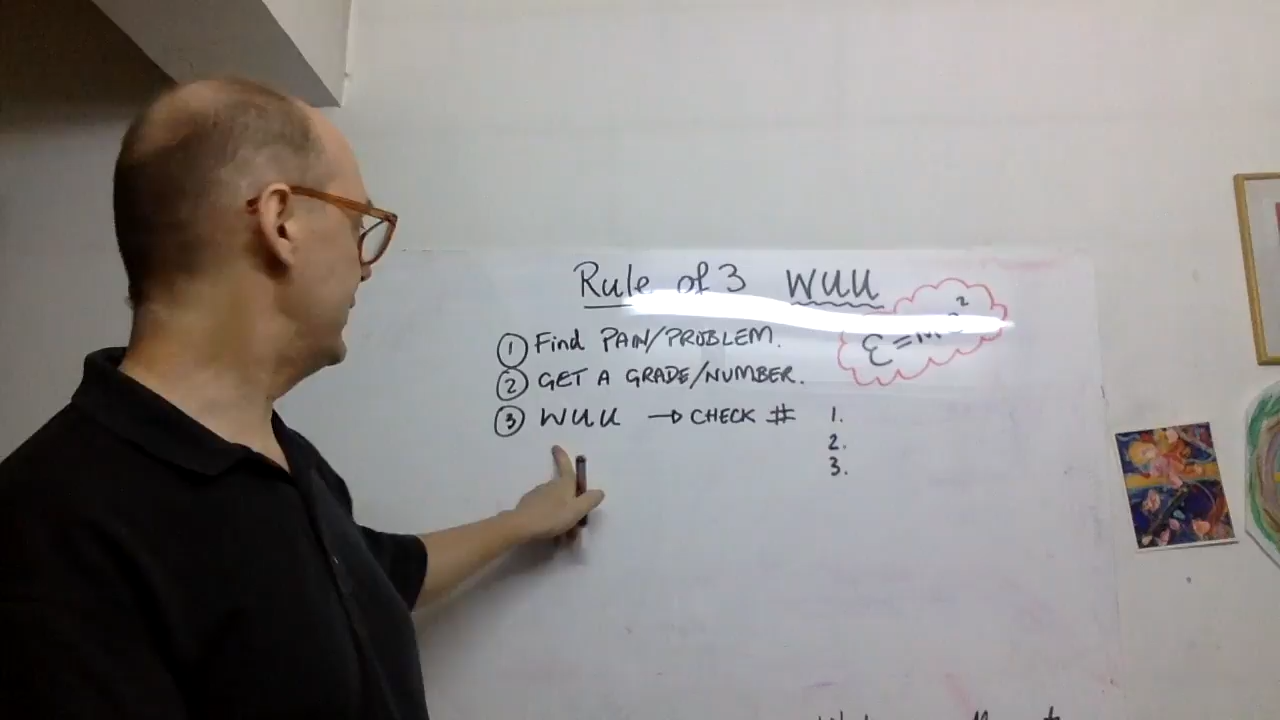 Rule of 3 WUU
① Find PAIN/PROBLEM.
② GET A GRADE/NUMBER.
③ WUU → CHECK # 1.
2.
3.
E=MC²